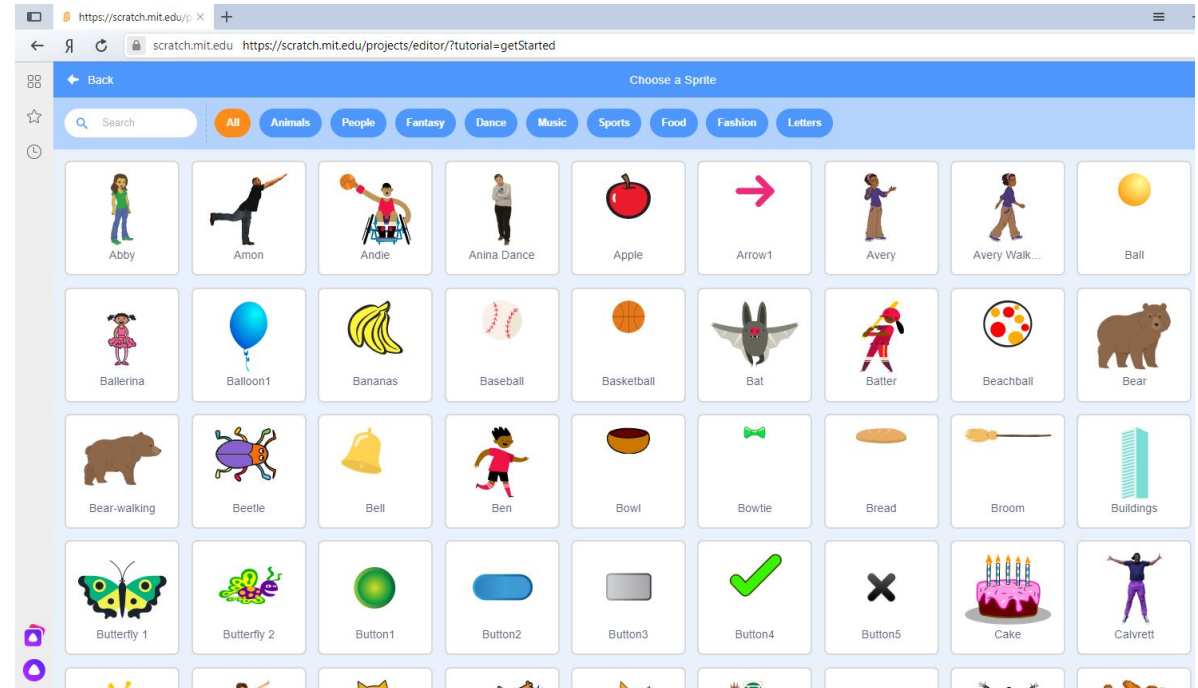 https://scratch.mit.edu/p
Я scratch.mit.edu https://scratch.mit.edu/projects/editor/?tutorial=getStarted
Back Choose a Sprite
Search All Animals People Fantasy Dance Music Sports Food Fashion Letters
Abby Amon Andie Anina Dance Apple Arrow1 Avery Avery Walk... Ball
Ballerina Balloon1 Bananas Baseball Basketball Bat Batter Beachball Bear
Bear-walking Beetle Bell Ben Bowl Bowtie Bread Broom Buildings
Butterfly 1 Butterfly 2 Button1 Button2 Button3 Button4 Button5 Cake Calvrett